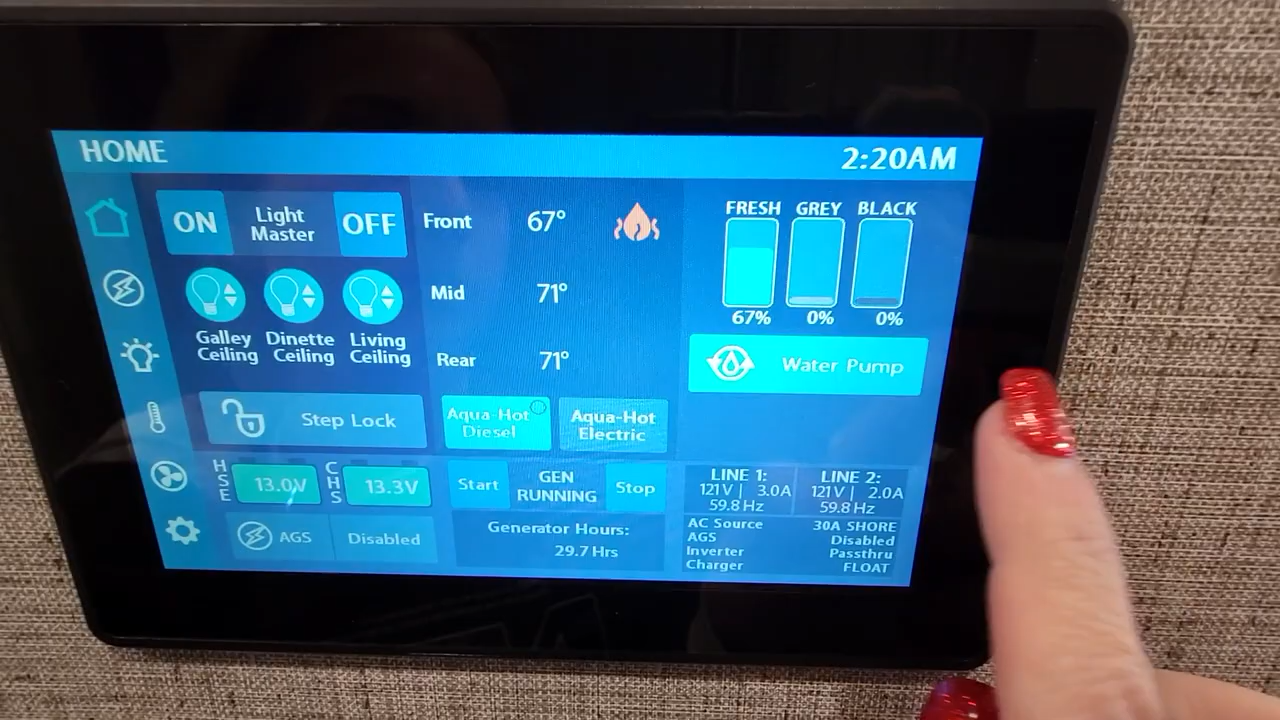 HOME
2:20AM
ON
Light
Master
OFF
Galley
Ceiling
Dinette
Ceiling
Living
Ceiling
Front 67°
Mid 71°
Rear 71°
FRESH GREY BLACK
67% 0% 0%
Water Pump
Step Lock
Aqua-Hot
Diesel
Aqua-Hot
Electric
HSE
13.0V
CHS
13.3V
Start
GEN
RUNNING
Stop
AGS
Disabled
Generator Hours:
29.7 Hrs
LINE 1:
121V | 3.0A
59.8 Hz
LINE 2:
121V | 2.0A
59.8 Hz
AC Source 30A SHORE
AGS Disabled
Inverter Passthru
Charger FLOAT